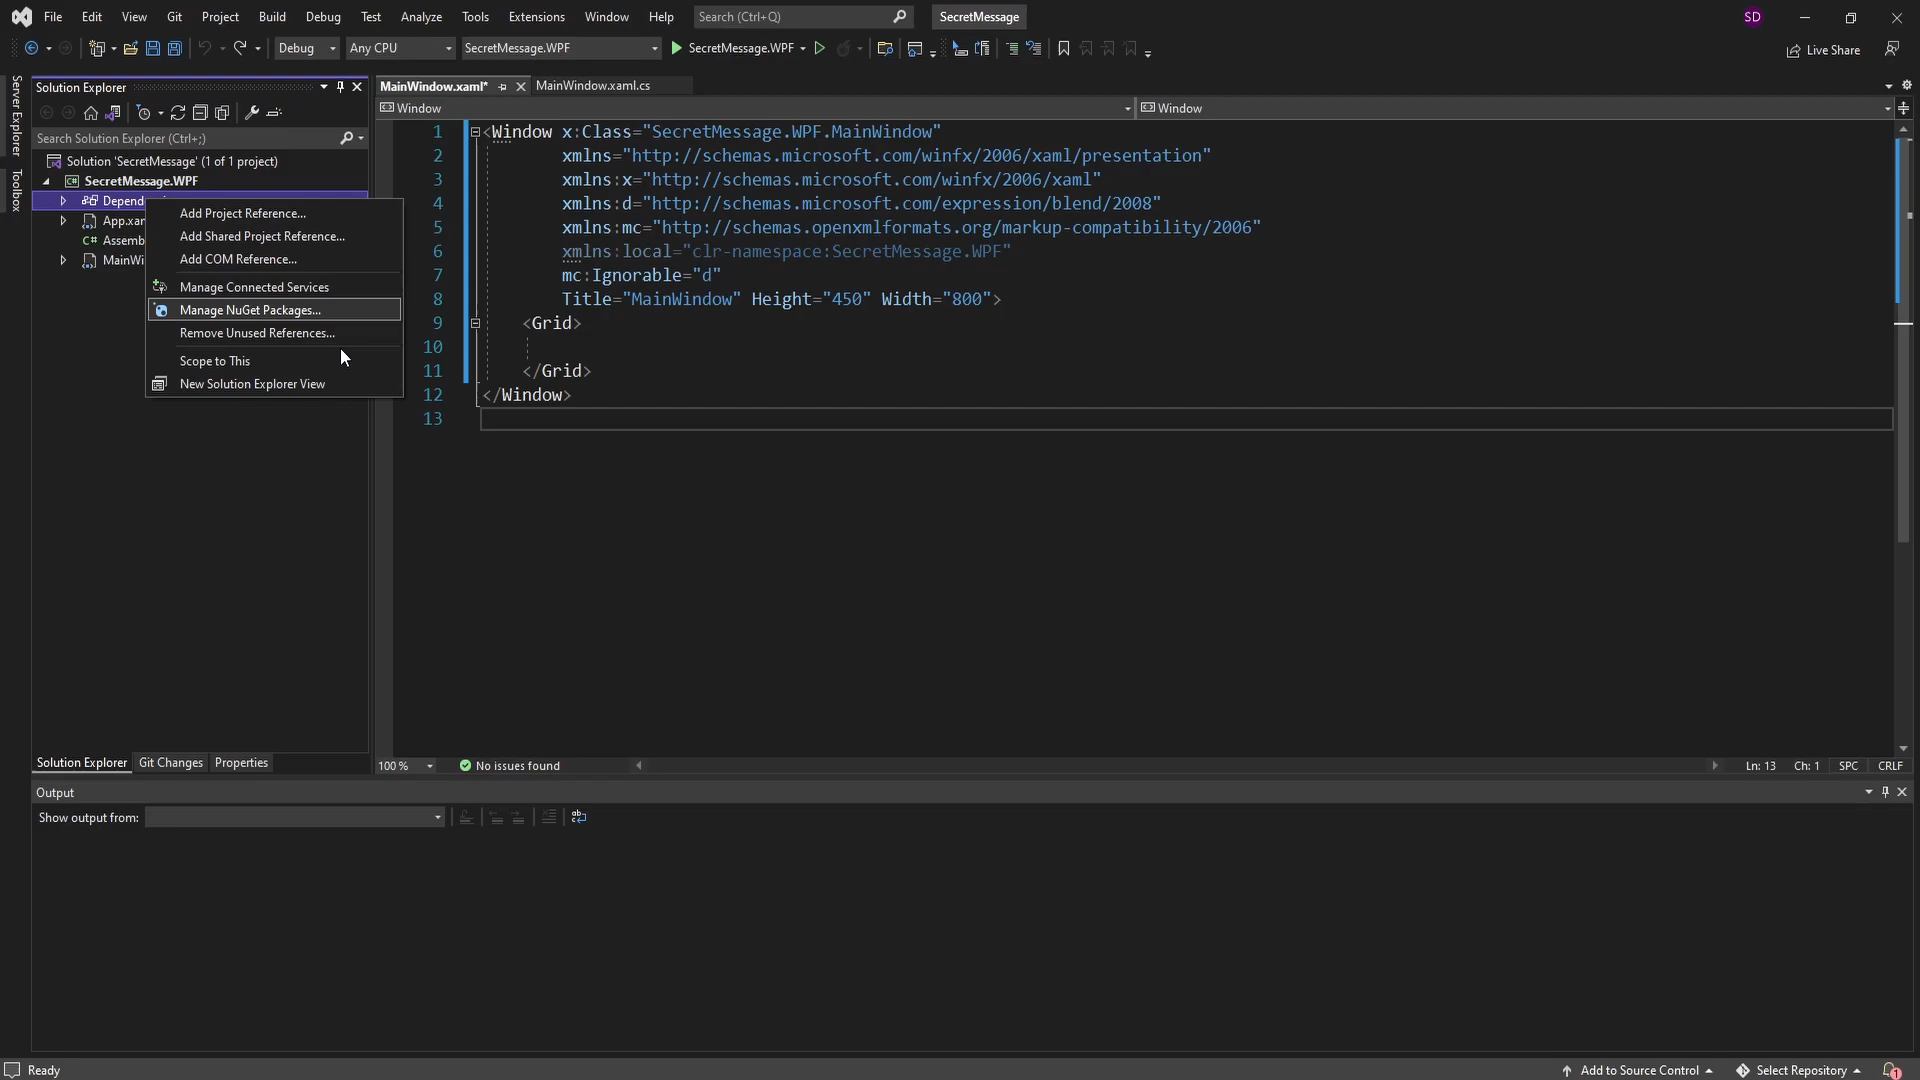 File Edit View Git Project Build Debug Test Analyze Tools Extensions Window Help Search (Ctrl+Q) SecretMessage SD
Debug Any CPU SecretMessage.WPF SecretMessage.WPF Live Share
Server Explorer
Toolbox
Solution Explorer
Search Solution Explorer (Ctrl+;)
Solution 'SecretMessage' (1 of 1 project)
SecretMessage.WPF
Depend
App.xam
Assemb
MainWi
Add Project Reference...
Add Shared Project Reference...
Add COM Reference...
Manage Connected Services
Manage NuGet Packages...
Remove Unused References...
Scope to This
New Solution Explorer View
Solution Explorer Git Changes Properties
MainWindow.xaml* MainWindow.xaml.cs
Window Window
1 <Window x:Class="SecretMessage.WPF.MainWindow"
2 xmlns="http://schemas.microsoft.com/winfx/2006/xaml/presentation"
3 xmlns:x="http://schemas.microsoft.com/winfx/2006/xaml"
4 xmlns:d="http://schemas.microsoft.com/expression/blend/2008"
5 xmlns:mc="http://schemas.openxmlformats.org/markup-compatibility/2006"
6 xmlns:local="clr-namespace:SecretMessage.WPF"
7 mc:Ignorable="d"
8 Title="MainWindow" Height="450" Width="800">
9 <Grid>
10
11 </Grid>
12 </Window>
13
100 % No issues found Ln: 13 Ch: 1 SPC CRLF
Output
Show output from:
Ready Add to Source Control Select Repository 1